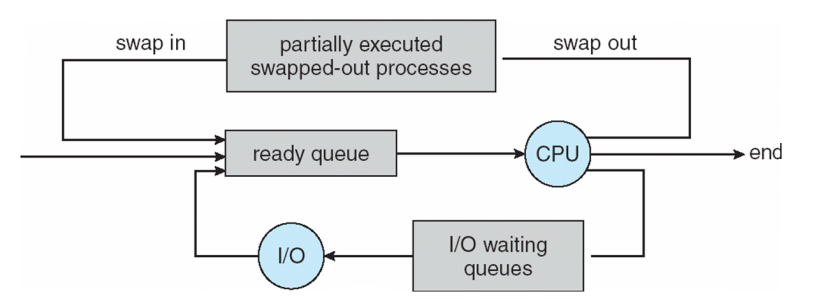 swap in
partially executed
swapped-out processes
swap out
ready queue
CPU
end
I/O
I/O waiting
queues